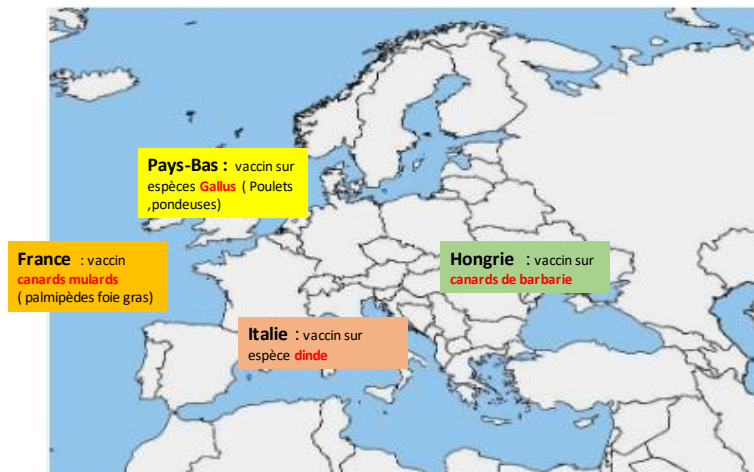 Pays-Bas : vaccin sur
espèces Gallus ( Poulets
,pondeuses)
France : vaccin
canards mulards
( palmipèdes foie gras)
Hongrie : vaccin sur
canards de barbarie
Italie : vaccin sur
espèce dinde